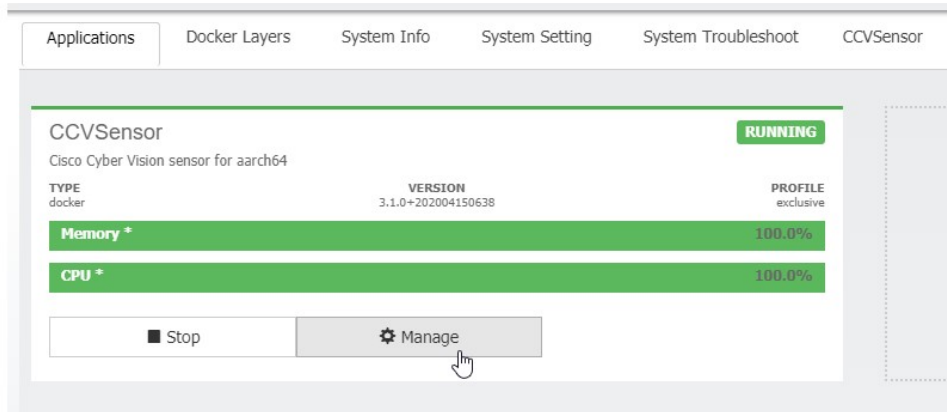 Applications Docker Layers System Info System Setting System Troubleshoot CCVSensor
CCVSensor RUNNING
Cisco Cyber Vision sensor for aarch64
TYPE VERSION PROFILE
docker 3.1.0+202004150638 exclusive
Memory * 100.0%
CPU * 100.0%
Stop Manage